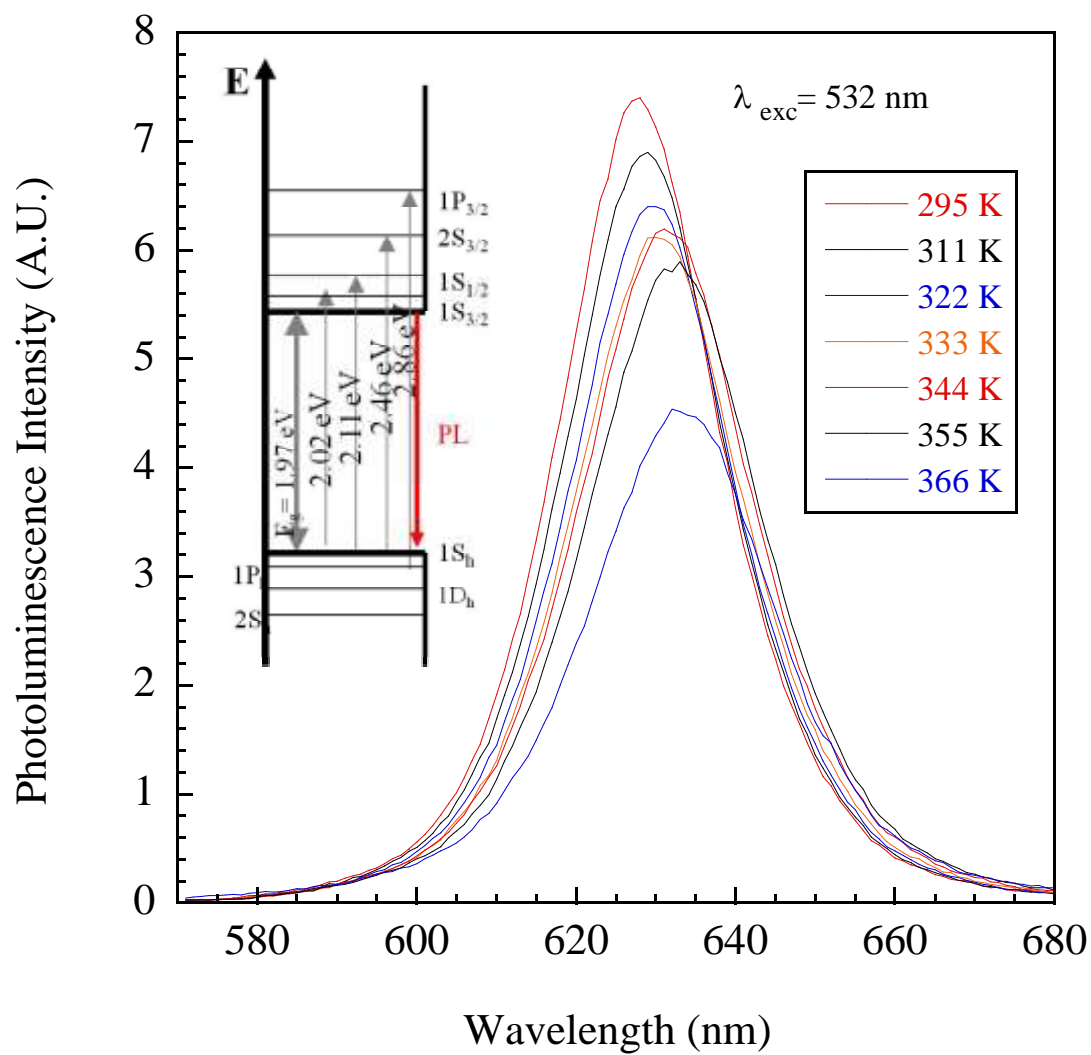 8
7
6
5
4
3
2
1
0
Photoluminescence Intensity (A.U.)
λ exc= 532 nm
295 K
311 K
322 K
333 K
344 K
355 K
366 K
E
1P3/2
2S3/2
1S1/2
1S3/2
= 1.97 eV
2.02 eV
2.11 eV
2.46 eV
2.86 eV
PL
1Sh
1P
1Dh
2S
580 600 620 640 660 680
Wavelength (nm)